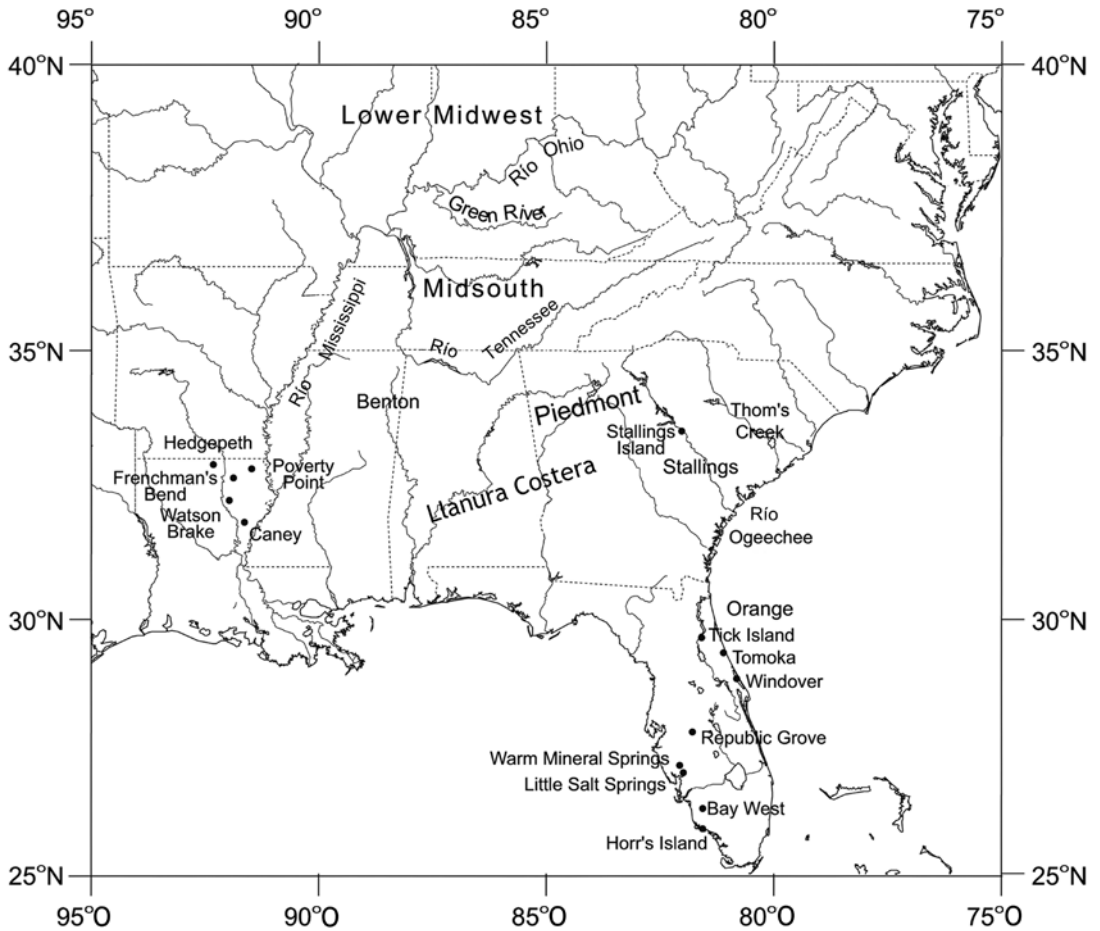 95° 90° 85° 80° 75°
40°N 40°N
Lower Midwest
Río Ohio
Green River
Midsouth
Río Mississippi
Río Tennessee
35°N 35°N
Benton
Piedmont
Thom's
Creek
Stallings
Island
Stallings
Hedgepeth
Poverty
Point
Frenchman's
Bend
Llanura Costera
Watson
Brake
Caney
Río
Ogeechee
30°N 30°N
Orange
Tick Island
Tomoka
Windover
Republic Grove
Warm Mineral Springs
Little Salt Springs
Bay West
Horr's Island
25°N 25°N
95°O 90°O 85°O 80°O 75°O